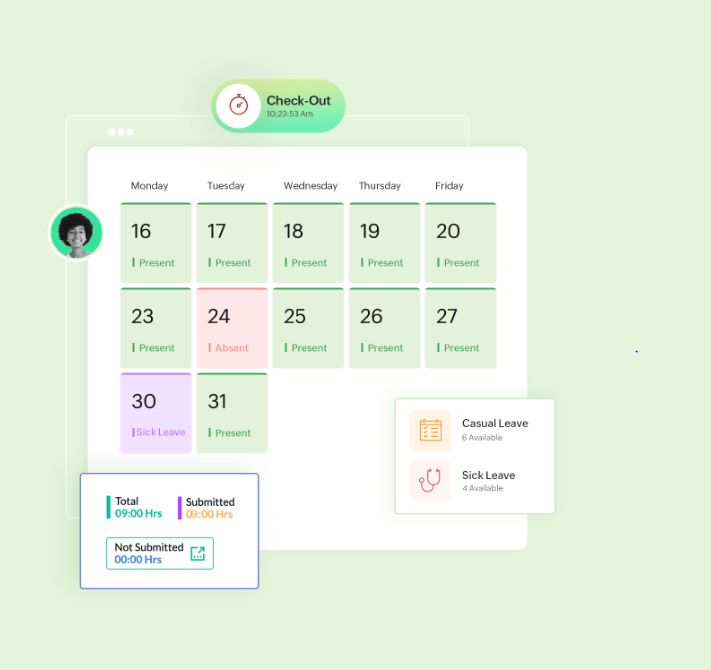 Check-Out
10:23:53 Am
Monday Tuesday Wednesday Thursday Friday
16 17 18 19 20
Present Present Present Present Present
23 24 25 26 27
Present Absent Present Present Present
30 31
Sick Leave Present
Casual Leave
6 Available
Sick Leave
4 Available
Total Submitted
09:00 Hrs 09:00 Hrs
Not Submitted
00:00 Hrs